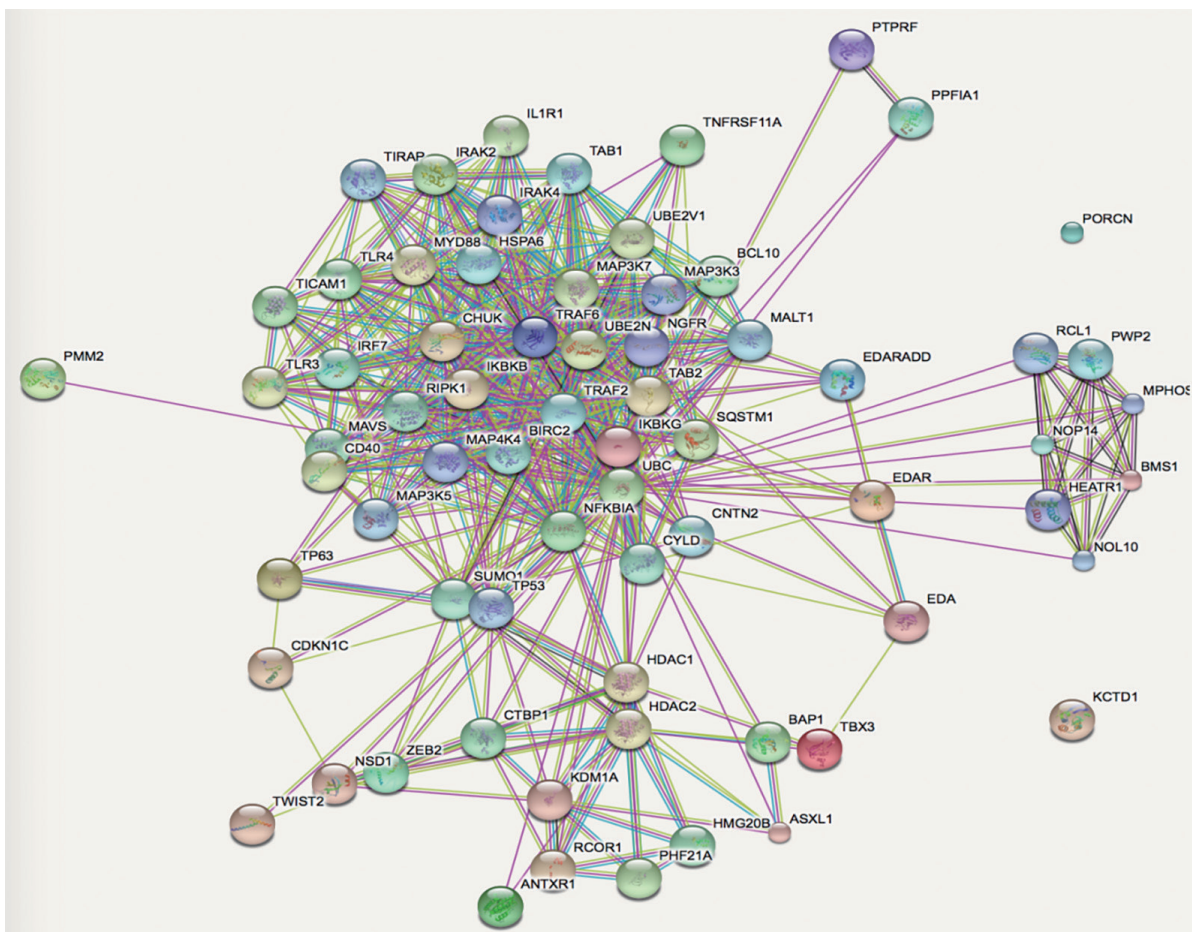 PTPRF
PPFIA1
IL1R1
TNFRSF11A
TIRAP
IRAK2
TAB1
IRAK4
UBE2V1
PORCN
MYD88
HSPA6
BCL10
TLR4
MAP3K7
MAP3K3
TICAM1
TRAF6
CHUK
UBE2N
NGFR
MALT1
RCL1
PWP2
IRF7
EDARADD
PMM2
TLR3
IKBKB
TAB2
RIPK1
TRAF2
MPHOS
SQSTM1
MAVS
IKBKG
NOP14
BIRC2
CD40
MAP4K4
UBC
BMS1
EDAR
HEATR1
MAP3K5
NFKBIA
CNTN2
CYLD
NOL10
TP63
SUMO1
TP53
EDA
CDKN1C
HDAC1
KCTD1
HDAC2
CTBP1
BAP1
TBX3
ZEB2
NSD1
KDM1A
TWIST2
HMG20B
ASXL1
RCOR1
PHF21A
ANTXR1